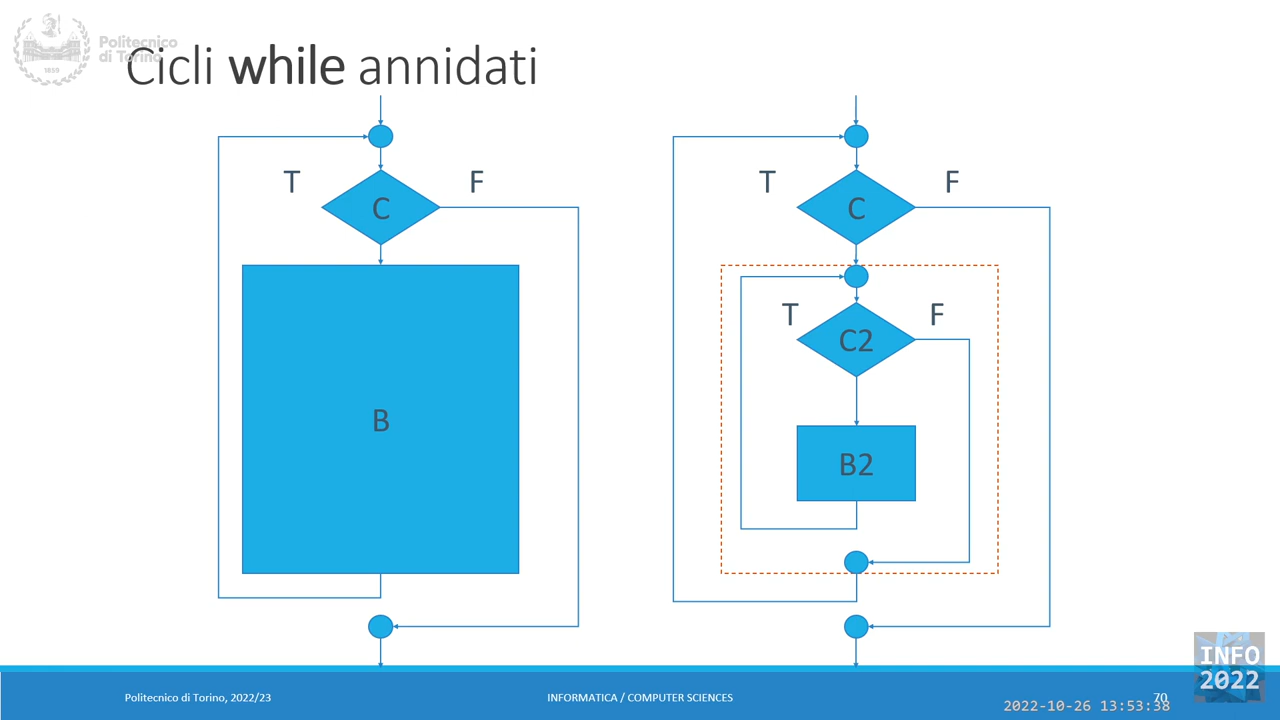 Politecnico
di Torino
1859
Cicli while annidati
T
F
C
B
T
F
C
T
F
C2
B2
INFO
2022
Politecnico di Torino, 2022/23
INFORMATICA / COMPUTER SCIENCES
70
2022-10-26 13:53:38